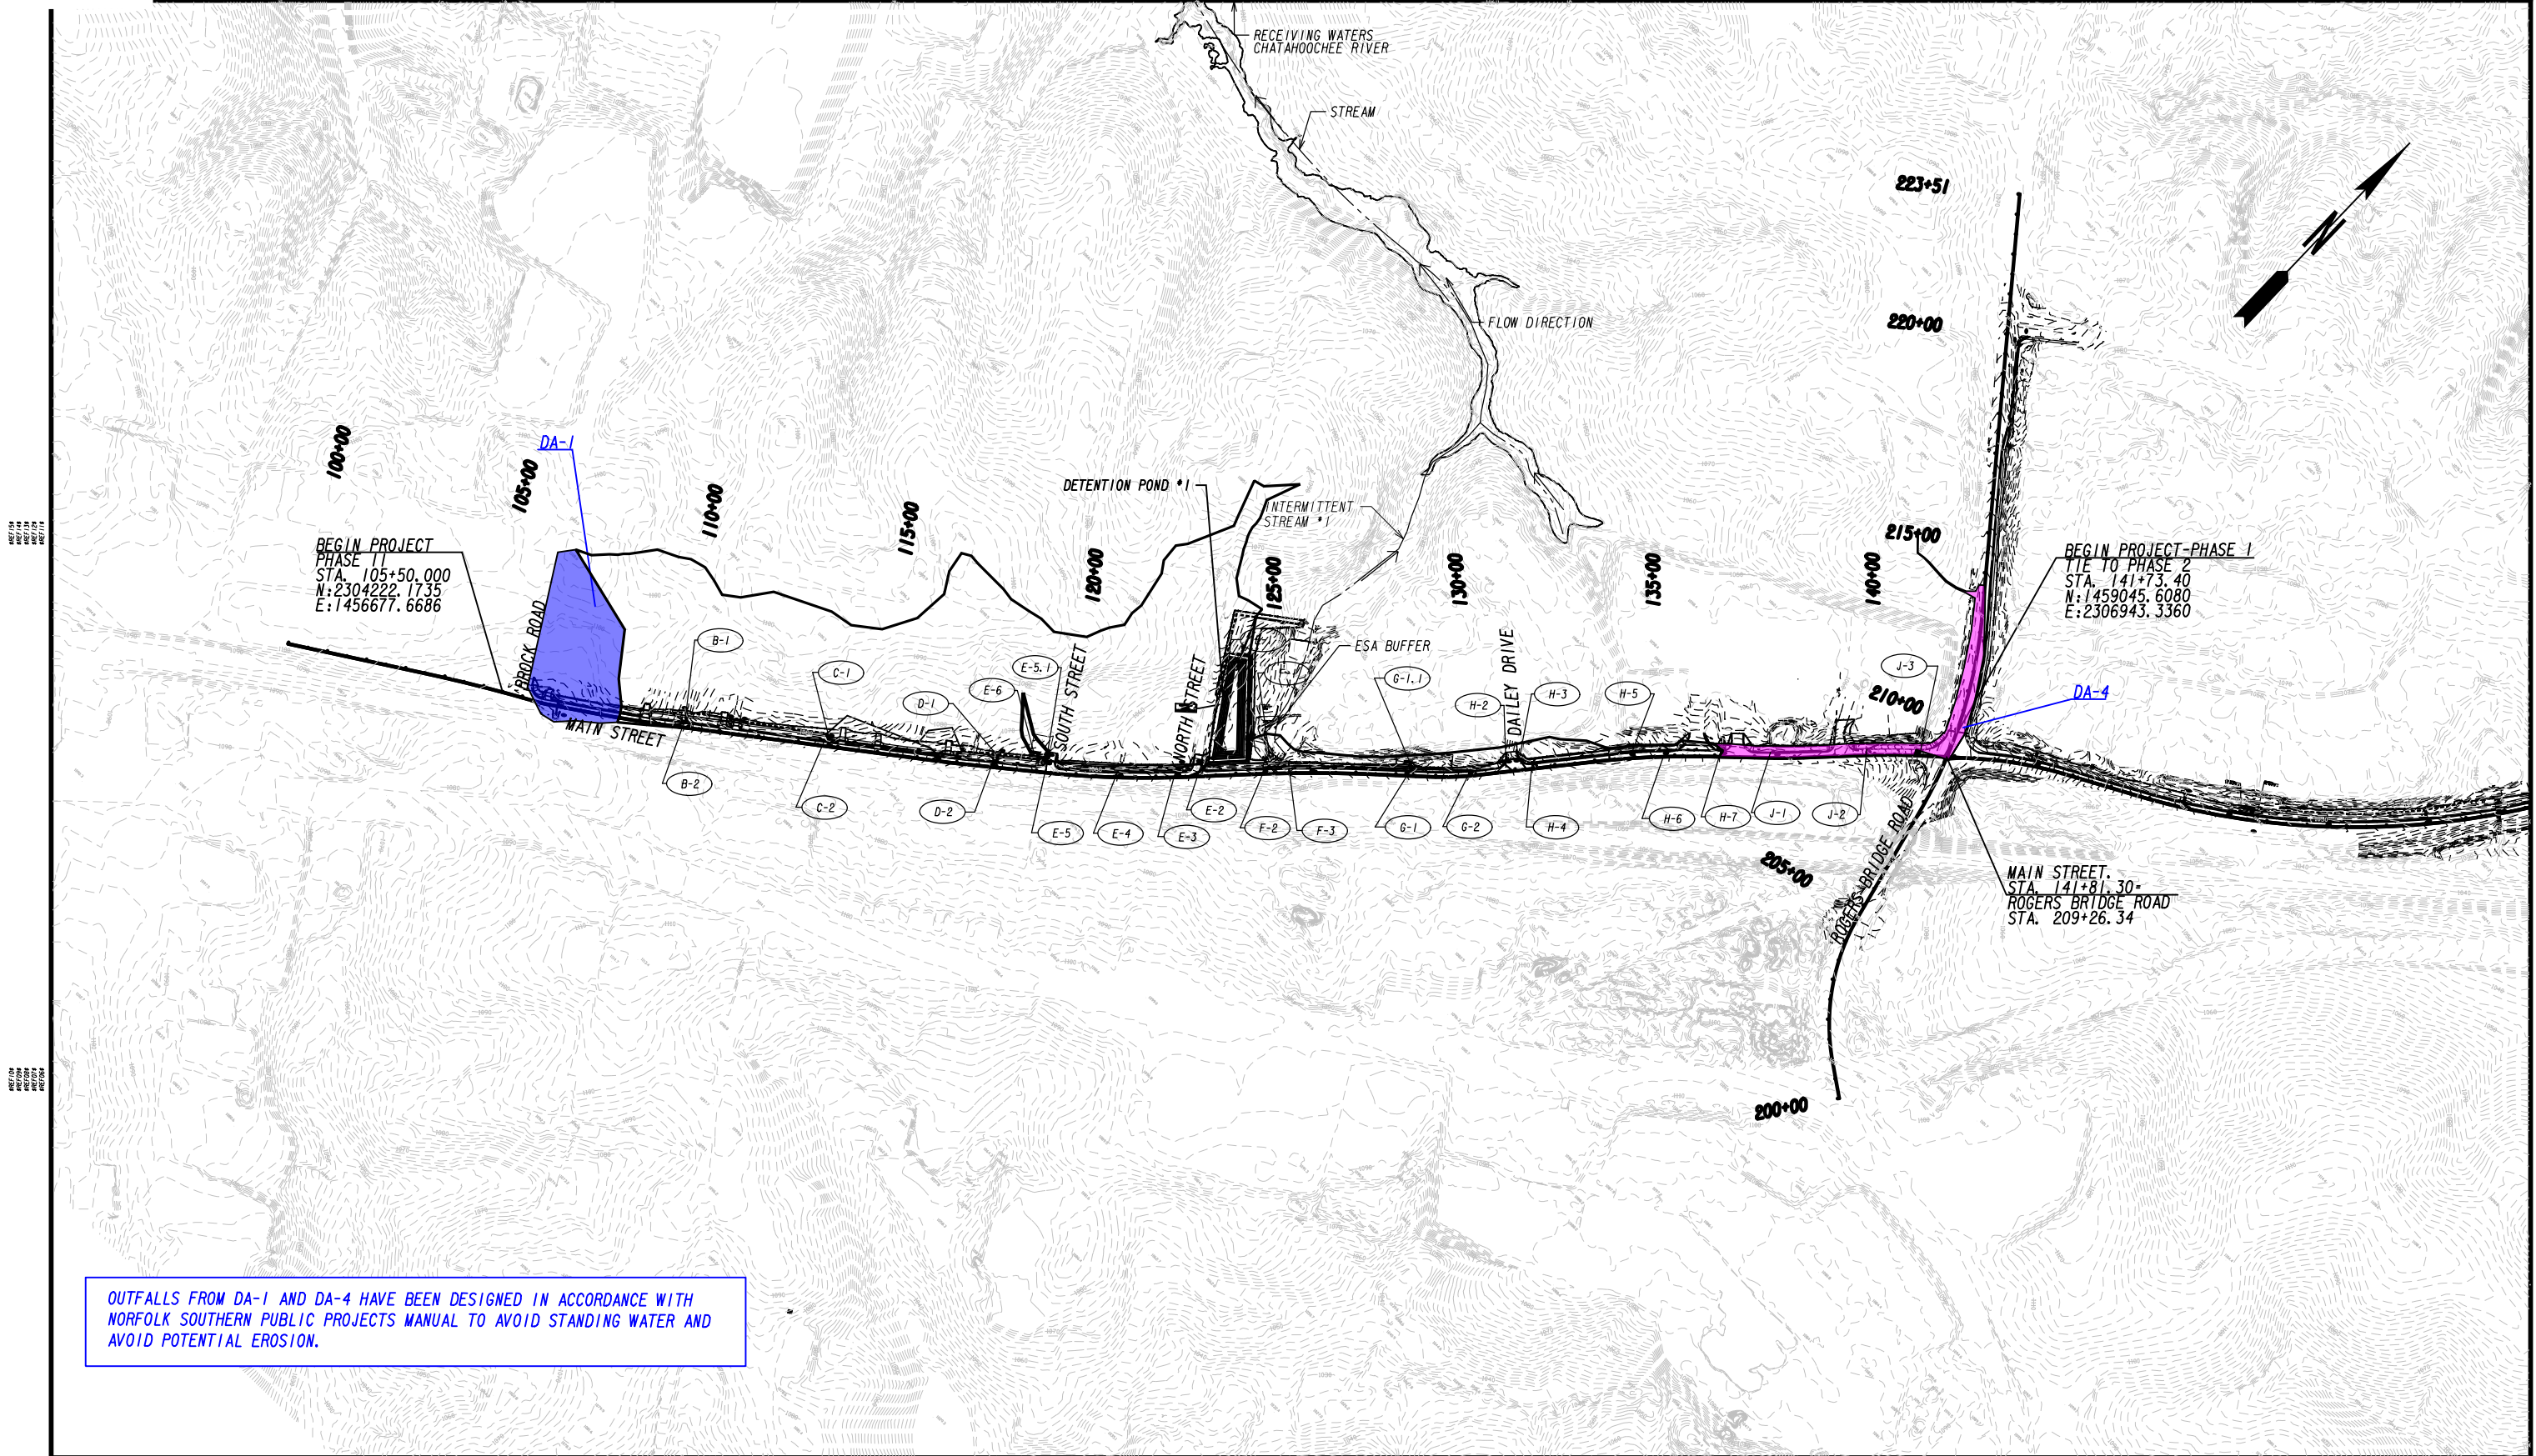 RECEIVING WATERS
CHATAHOOCHEE RIVER
STREAM
223+51
N
220+00
FLOW DIRECTION
100+00
DA-1
105+00
110+00
115+00
DETENTION POND #1
INTERMITTENT
STREAM #1
120+00
125+00
130+00
135+00
140+00
215+00
BEGIN PROJECT
PHASE II
STA. 105+50.000
N:2304222.1735
E:1456677.6686
BEGIN PROJECT-PHASE I
TIE TO PHASE 2
STA. 141+73.40
N:1459045.6080
E:2306943.3360
BROCK ROAD
MAIN STREET
B-1
C-1
D-1
E-6
E-5.1
SOUTH STREET
NORTH STREET
ESA BUFFER
G-1.1
H-2
DAILEY DRIVE
H-3
H-5
J-3
210+00
DA-4
B-2
C-2
D-2
E-5
E-4
E-3
E-2
F-2
F-3
G-1
G-2
H-4
H-6
H-7
J-1
J-2
205+00
ROGERS BRIDGE ROAD
MAIN STREET.
STA. 141+81.30=
ROGERS BRIDGE ROAD
STA. 209+26.34
200+00
OUTFALLS FROM DA-1 AND DA-4 HAVE BEEN DESIGNED IN ACCORDANCE WITH
NORFOLK SOUTHERN PUBLIC PROJECTS MANUAL TO AVOID STANDING WATER AND
AVOID POTENTIAL EROSION.